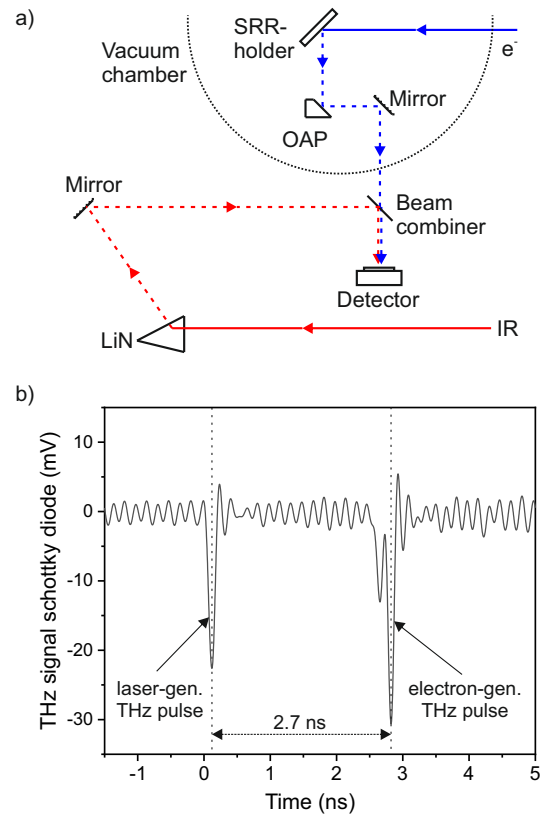 a)
SRR-
holder
e-
Vacuum
chamber
Mirror
OAP
Mirror
Beam
combiner
Detector
LiN
IR
b)
THz signal schottky diode (mV)
10
0
-10
-20
-30
laser-gen.
THz pulse
electron-gen.
THz pulse
2.7 ns
-1 0 1 2 3 4 5
Time (ns)